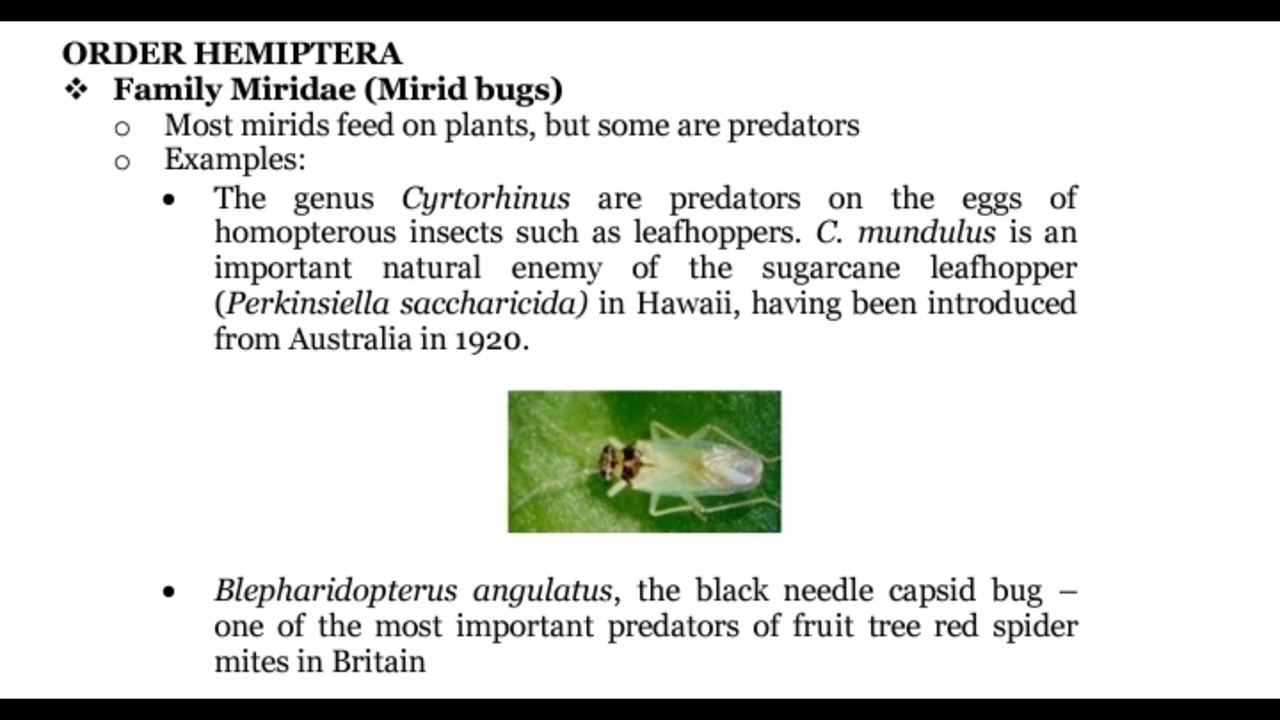 ORDER HEMIPTERA
❖ Family Miridae (Mirid bugs)
o Most mirids feed on plants, but some are predators
o Examples:
• The genus Cyrtorhinus are predators on the eggs of
homopterous insects such as leafhoppers. C. mundulus is an
important natural enemy of the sugarcane leafhopper
(Perkinsiella saccharicida) in Hawaii, having been introduced
from Australia in 1920.
• Blepharidopterus angulatus, the black needle capsid bug –
one of the most important predators of fruit tree red spider
mites in Britain